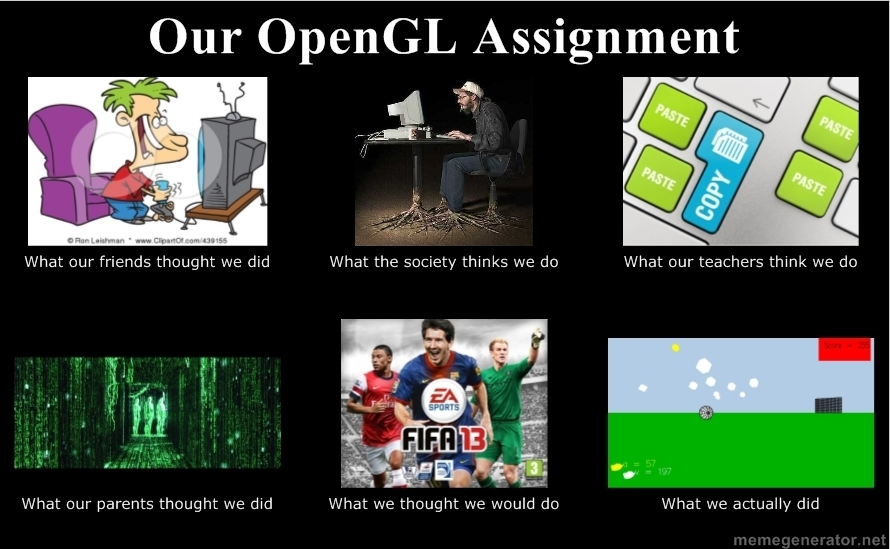 Our OpenGL Assignment
PASTE
PASTE
PASTE
PASTE
COPY
© Ron Leishman * www.ClipartOf.com/439155
What our friends thought we did
What the society thinks we do
What our teachers think we do
EA
SPORTS
FIFA 13
3
Score = 255
= 57
= 197
What our parents thought we did
What we thought we would do
What we actually did
memegenerator.net